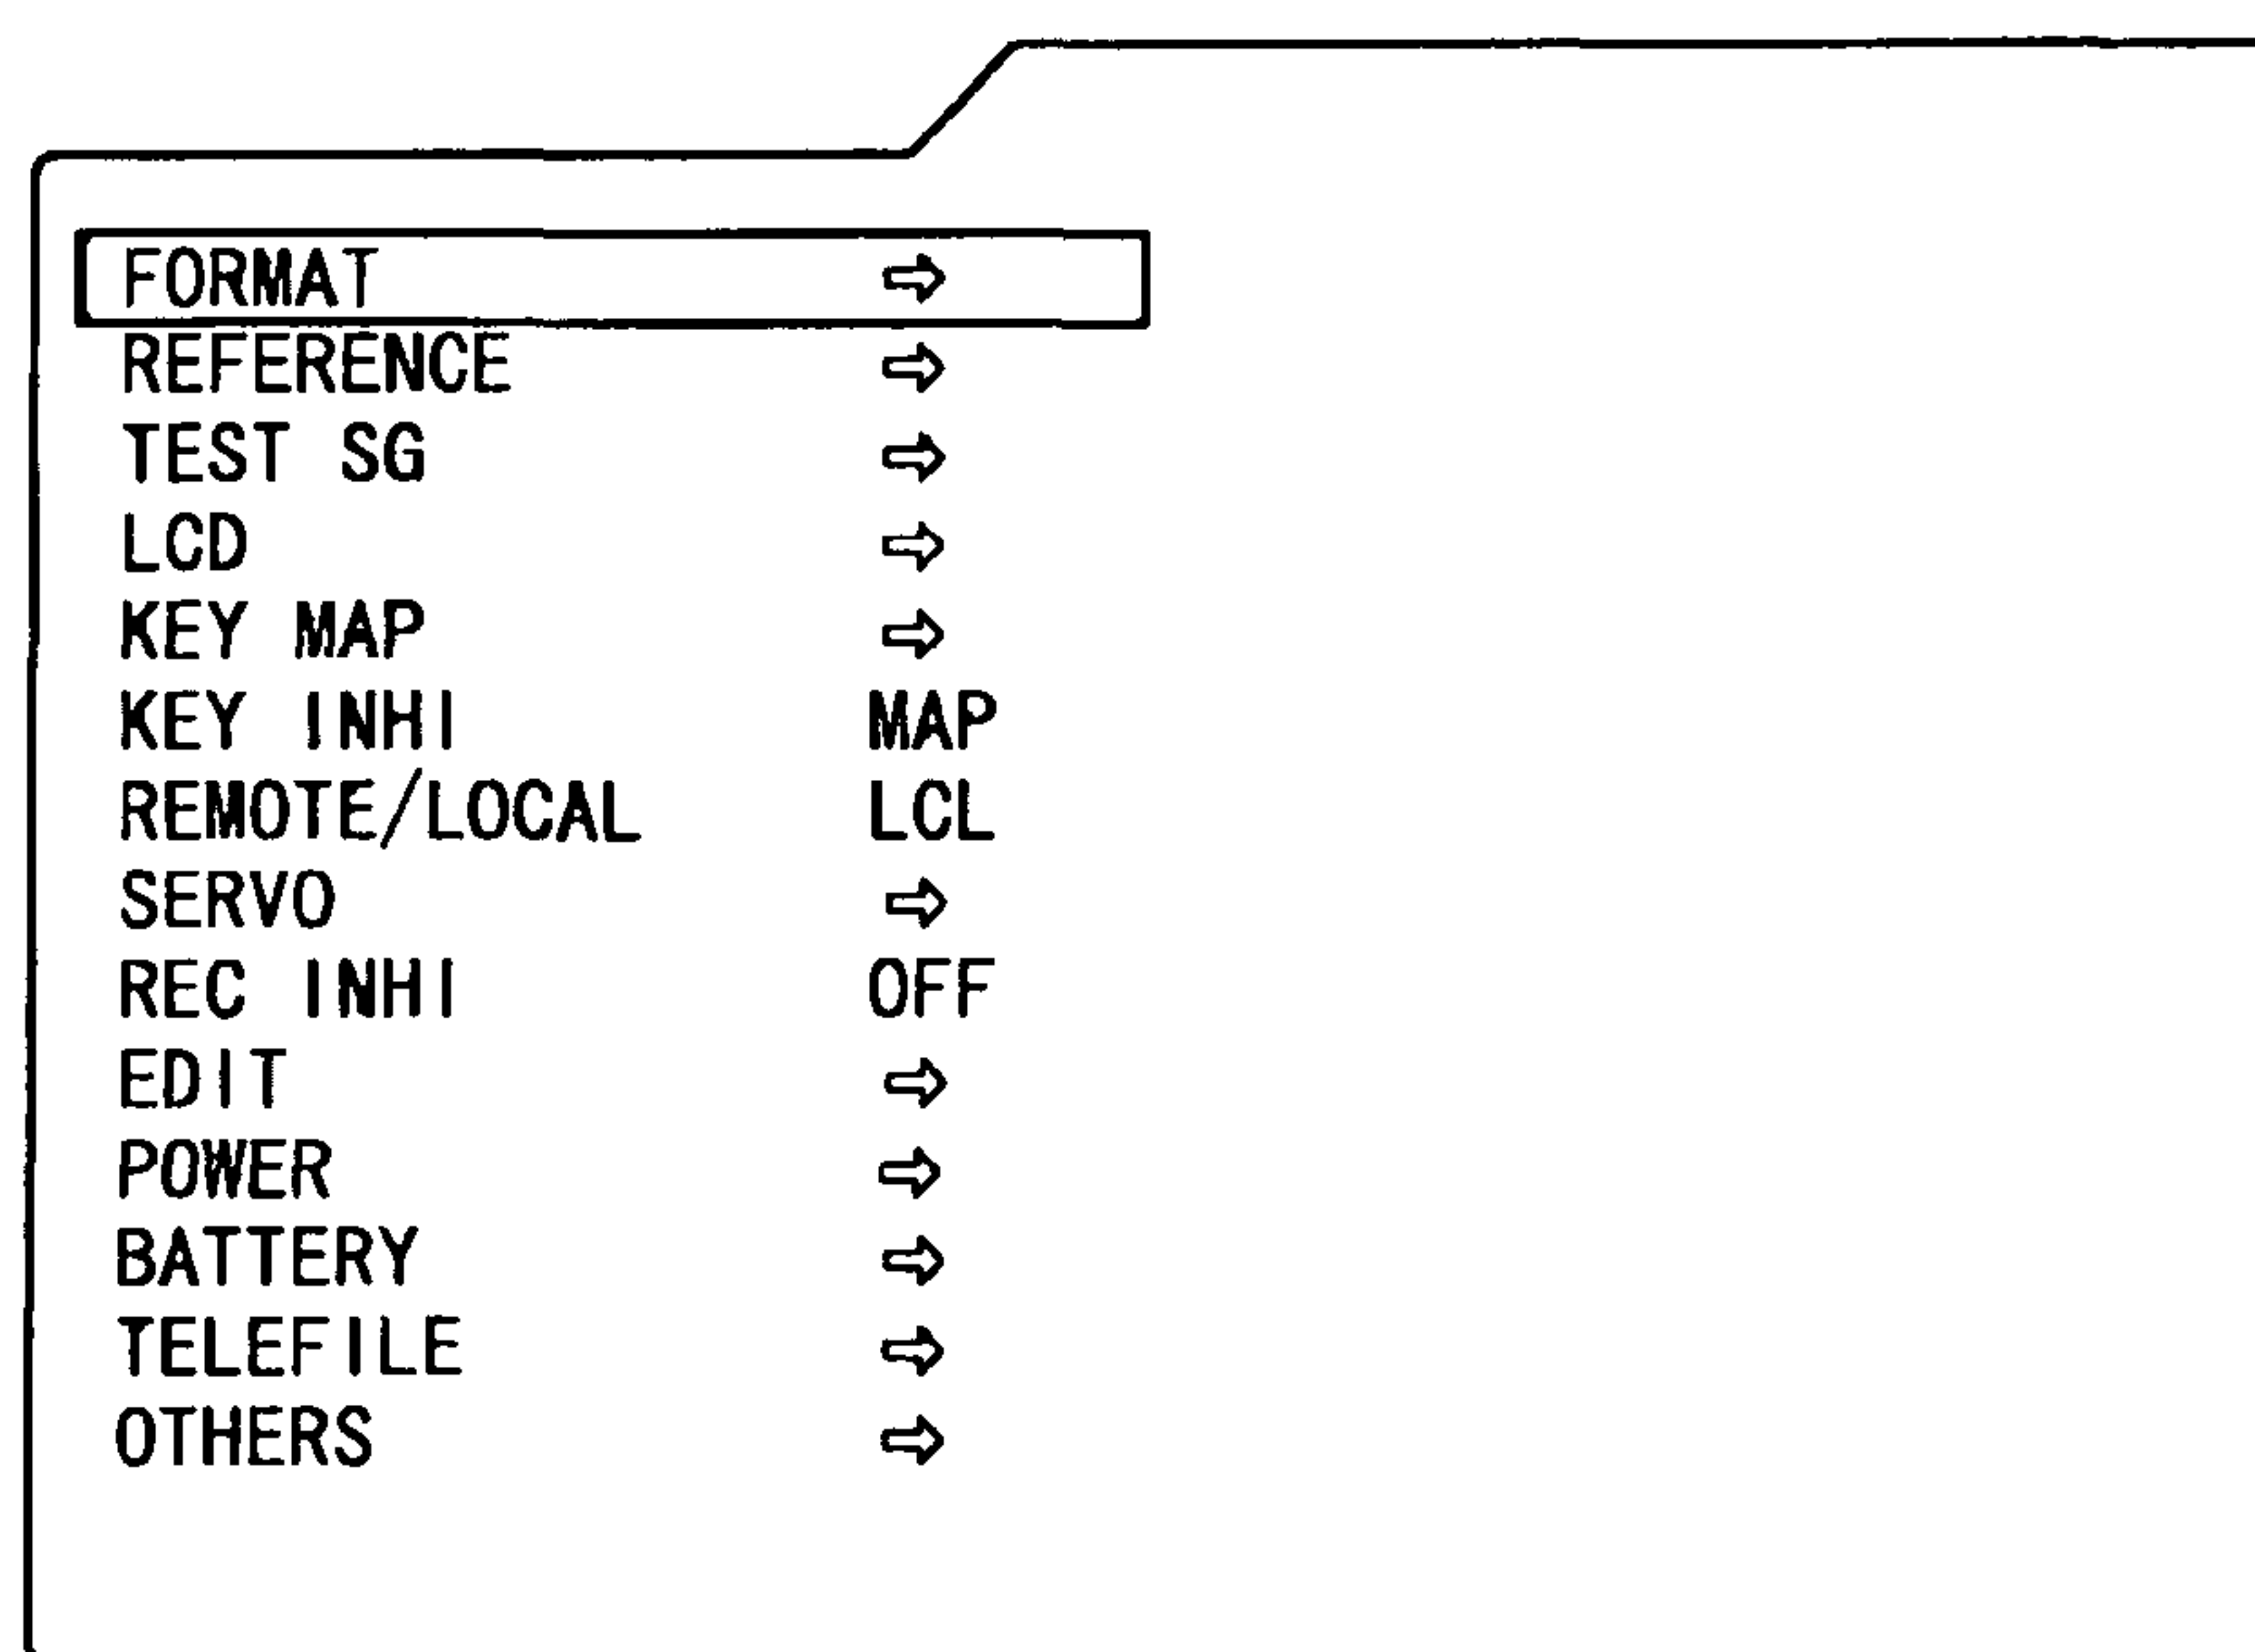 FORMAT ⇨
REFERENCE ⇨
TEST SG ⇨
LCD ⇨
KEY MAP ⇨
KEY INHI MAP
REMOTE/LOCAL LCL
SERVO ⇨
REC INHI OFF
EDIT ⇨
POWER ⇨
BATTERY ⇨
TELEFILE ⇨
OTHERS ⇨